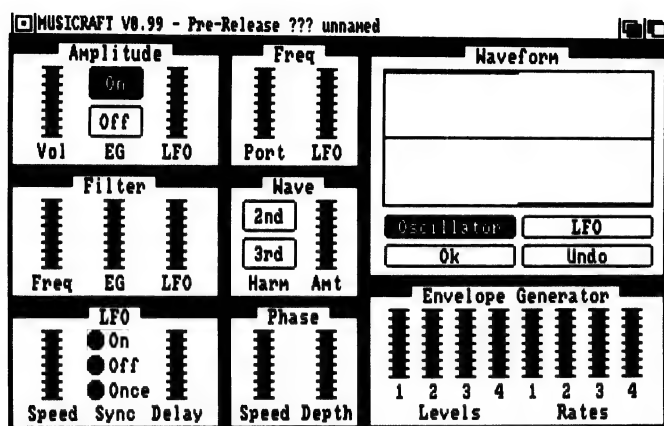 MUSICRAFT V0.99 - Pre-Release ??? unnamed
Amplitude
On
Off
Vol EG LFO
Freq
Port LFO
Waveform
Oscillator LFO
Ok Undo
Filter
Freq EG LFO
Wave
2nd
3rd
Harm Amt
LFO
On
Off
Once
Speed Sync Delay
Phase
Speed Depth
Envelope Generator
1 2 3 4 1 2 3 4
Levels Rates